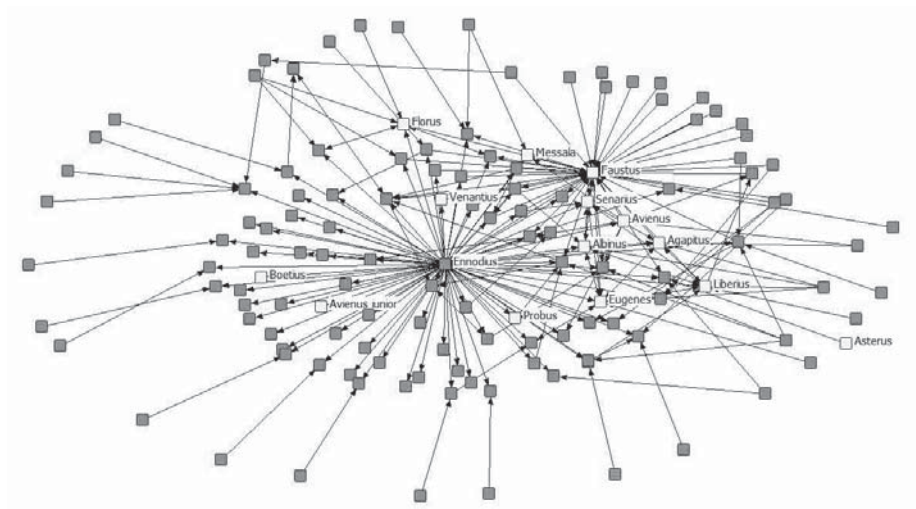 Florus
Messala
Faustus
Venantius
Senarius
Avienus
Albinus
Agapitus
Ennodius
Boetius
Liberius
Avienus junior
Eugenes
Probus
Asterus